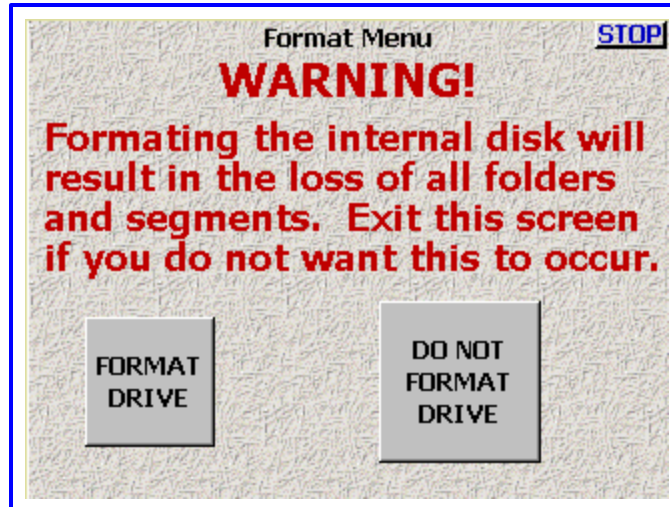 Format Menu
STOP
WARNING!
Formating the internal disk will
result in the loss of all folders
and segments. Exit this screen
if you do not want this to occur.
FORMAT
DRIVE
DO NOT
FORMAT
DRIVE